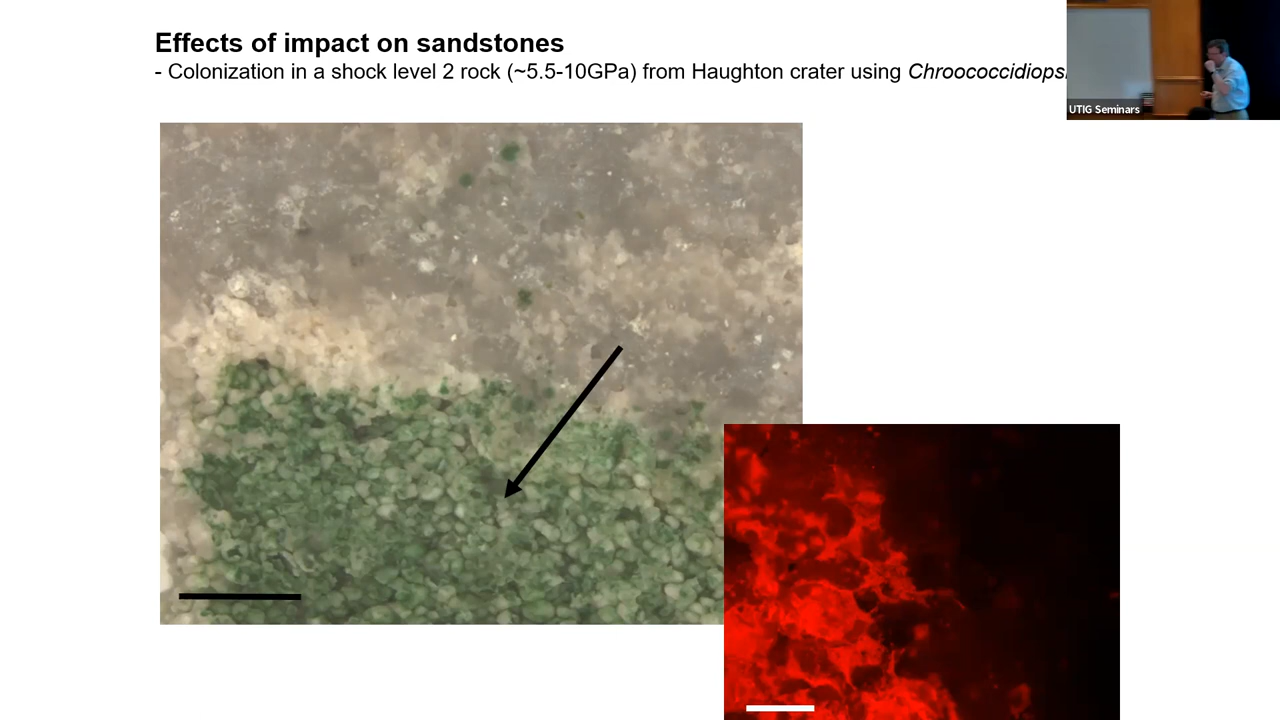 Effects of impact on sandstones
- Colonization in a shock level 2 rock (~5.5-10GPa) from Haughton crater using Chroococcidiops
UTIG Seminars